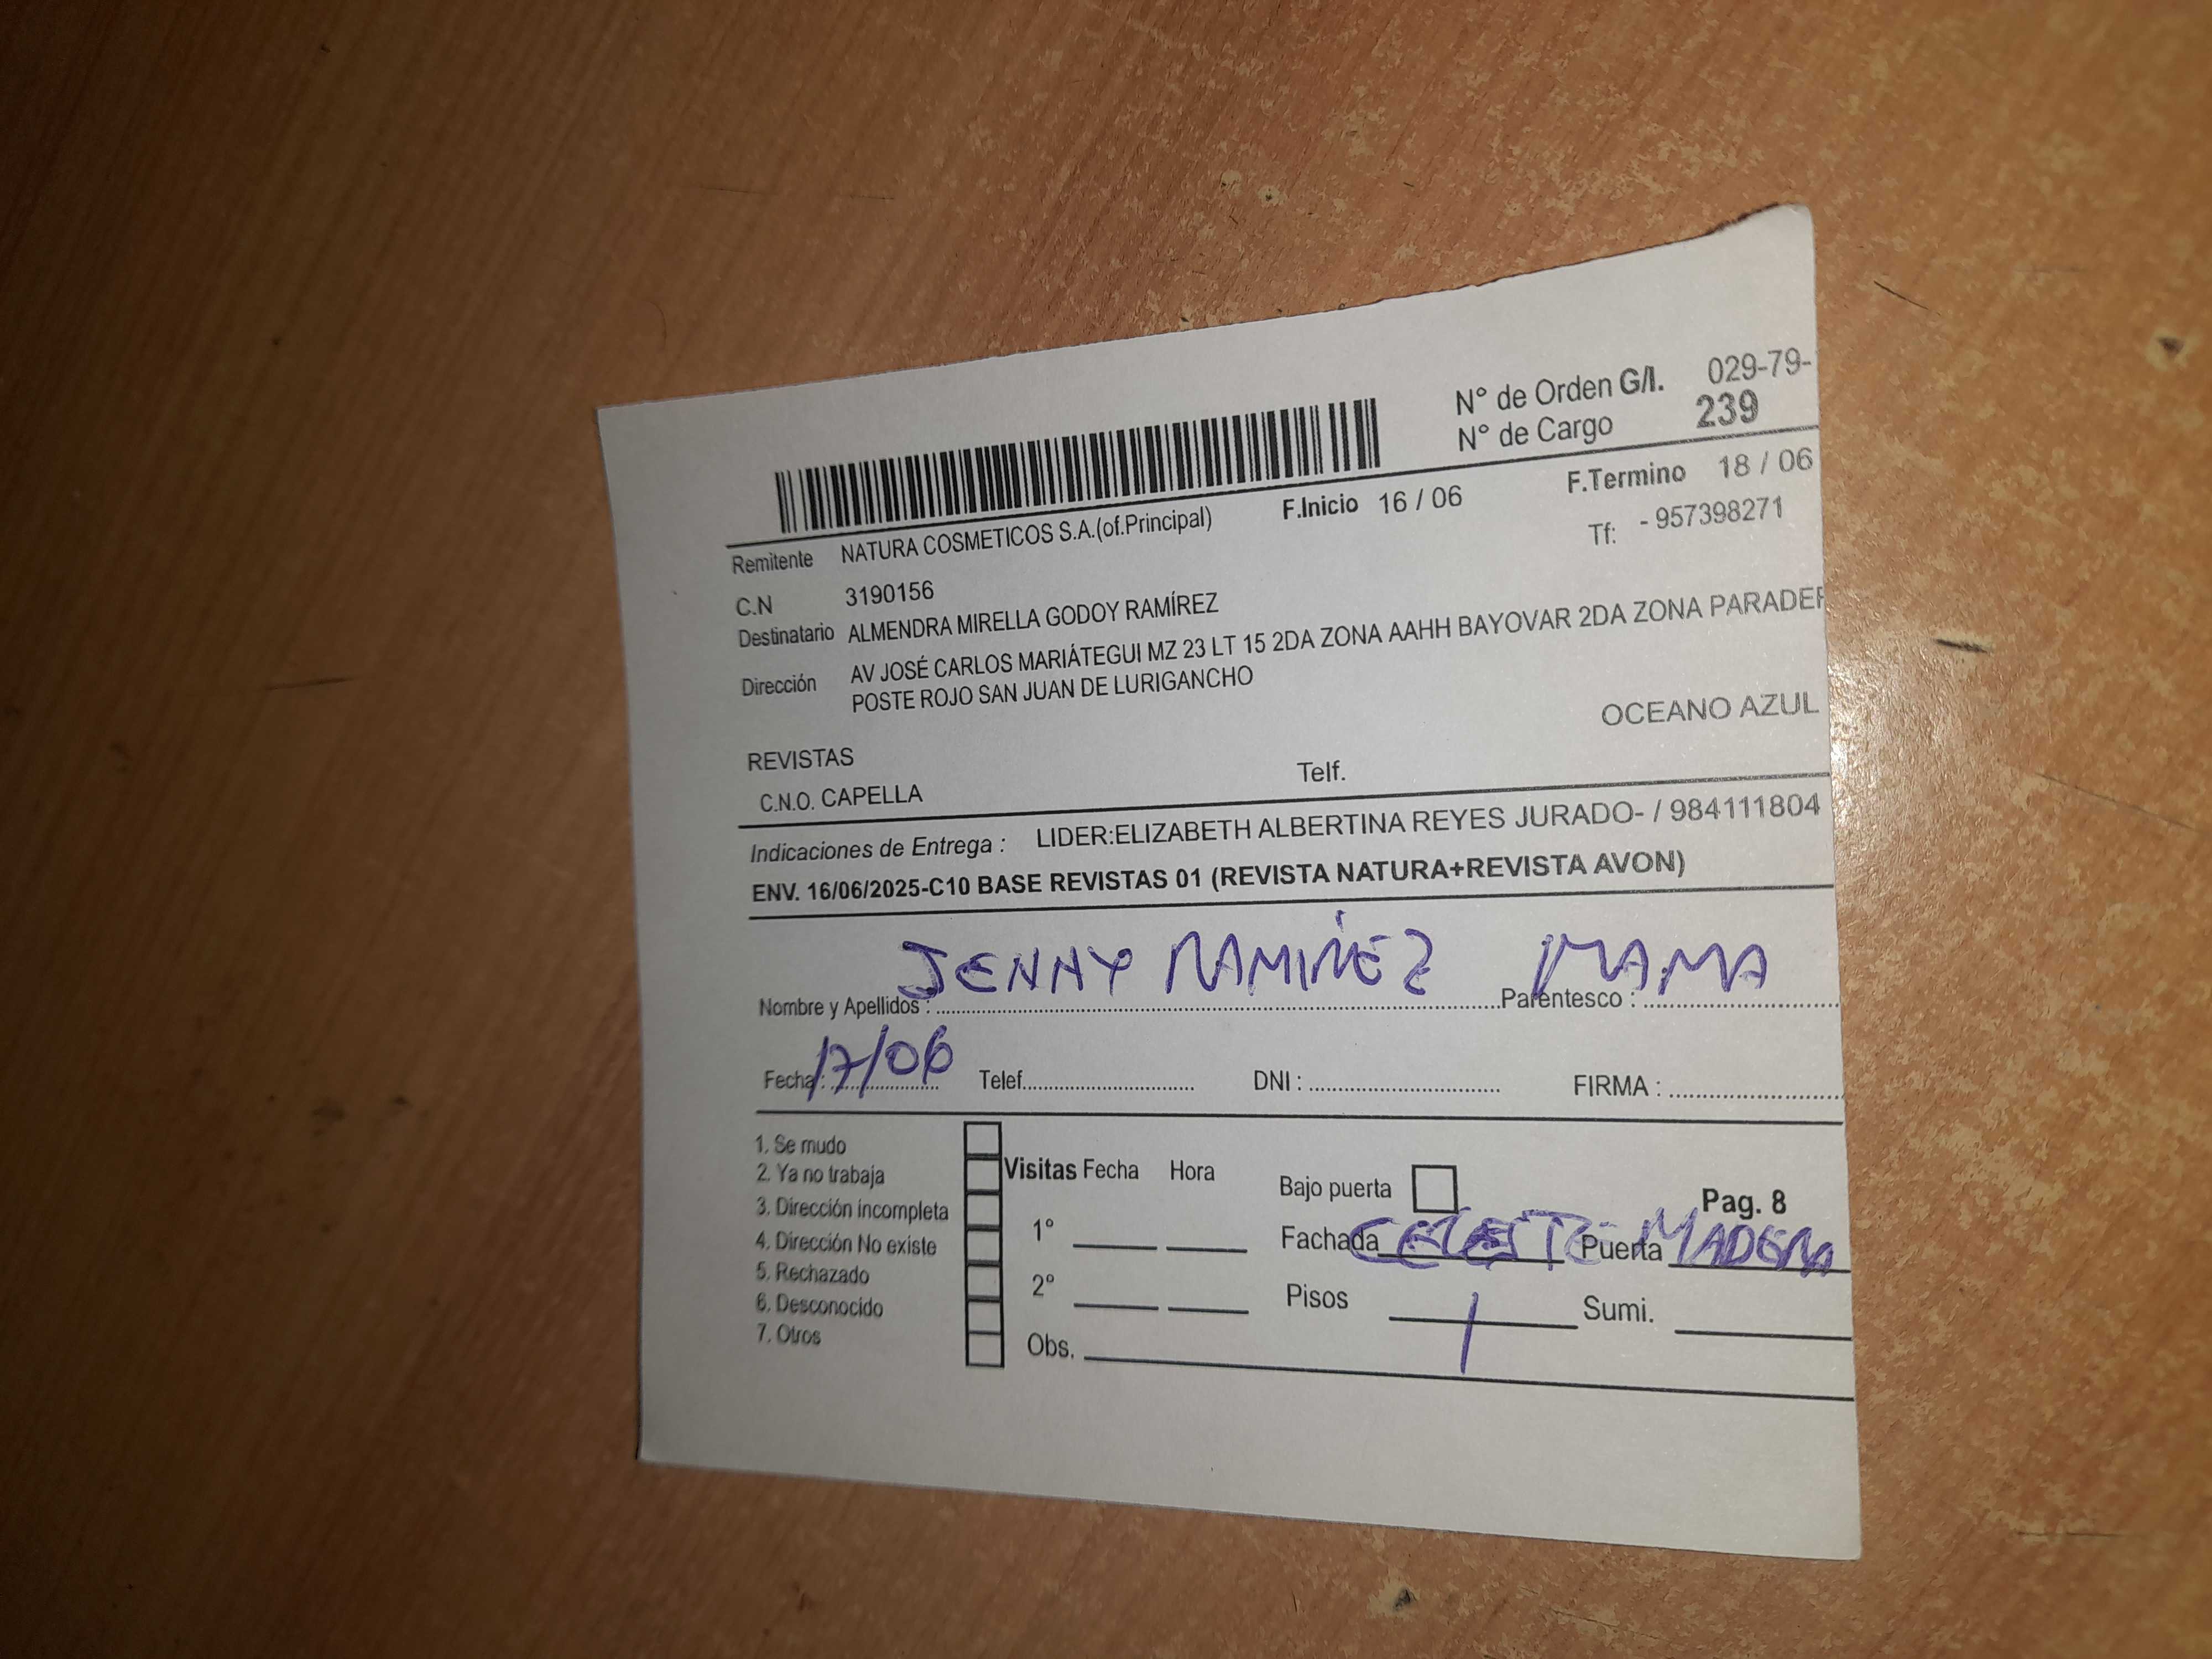 N° de Orden G/I. 029-79-
N° de Cargo 239
F.Inicio 16 / 06 F.Termino 18 / 06
Remitente NATURA COSMETICOS S.A.(of.Principal) Tf: - 957398271
C.N 3190156
Destinatario ALMENDRA MIRELLA GODOY RAMÍREZ
Dirección AV JOSÉ CARLOS MARIÁTEGUI MZ 23 LT 15 2DA ZONA AAHH BAYOVAR 2DA ZONA PARADER
POSTE ROJO SAN JUAN DE LURIGANCHO
OCEANO AZUL
REVISTAS
C.N.O. CAPELLA Telf.
Indicaciones de Entrega : LIDER:ELIZABETH ALBERTINA REYES JURADO- / 984111804
ENV. 16/06/2025-C10 BASE REVISTAS 01 (REVISTA NATURA+REVISTA AVON)
Nombre y Apellidos : JENNY RAMIREZ Parentesco : MAMA
Fecha : 17/06 Telef. DNI : FIRMA :
1. Se mudo
2. Ya no trabaja Visitas Fecha Hora Bajo puerta Pag. 8
3. Dirección incompleta
4. Dirección No existe 1° Fachada CELESTE Puerta MADERA
5. Rechazado
6. Desconocido 2° Pisos 1 Sumi.
7. Otros Obs.